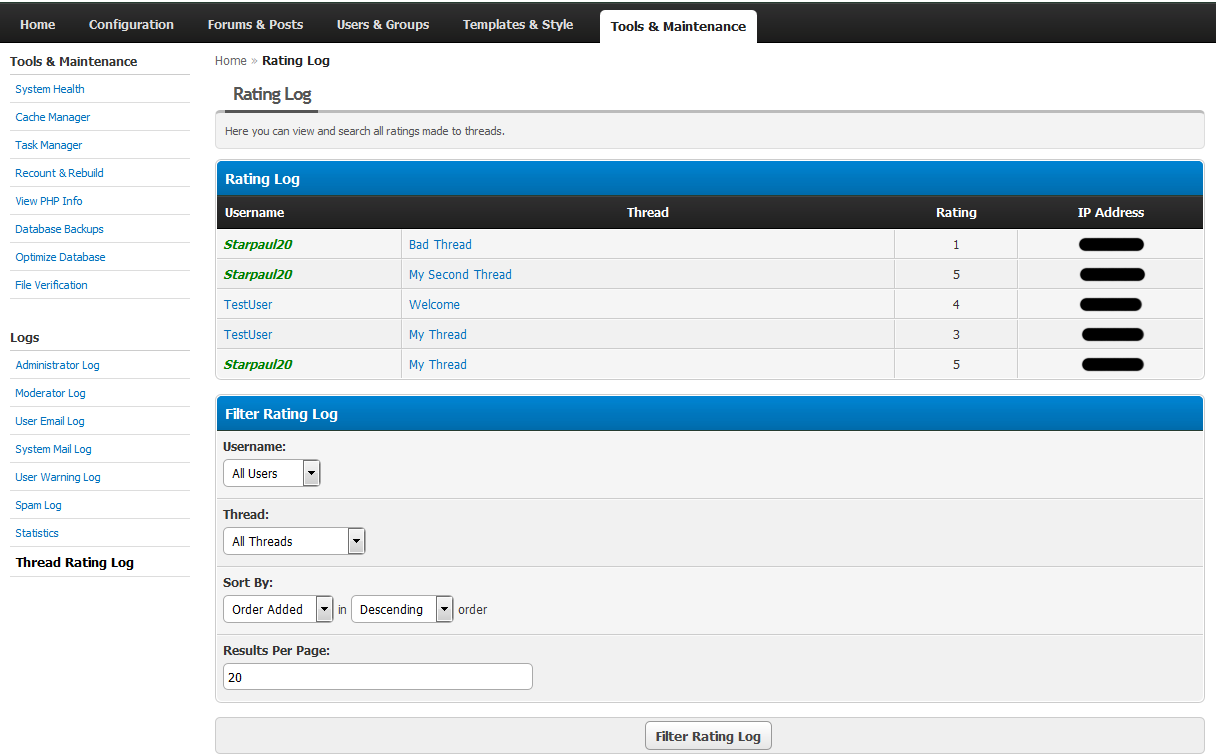 Home Configuration Forums & Posts Users & Groups Templates & Style Tools & Maintenance
Tools & Maintenance
System Health
Cache Manager
Task Manager
Recount & Rebuild
View PHP Info
Database Backups
Optimize Database
File Verification
Logs
Administrator Log
Moderator Log
User Email Log
System Mail Log
User Warning Log
Spam Log
Statistics
Thread Rating Log
Home » Rating Log
Rating Log
Here you can view and search all ratings made to threads.
Rating Log
Username Thread Rating IP Address
Starpaul20 Bad Thread 1
Starpaul20 My Second Thread 5
TestUser Welcome 4
TestUser My Thread 3
Starpaul20 My Thread 5
Filter Rating Log
Username:
All Users
Thread:
All Threads
Sort By:
Order Added in Descending order
Results Per Page:
20
Filter Rating Log